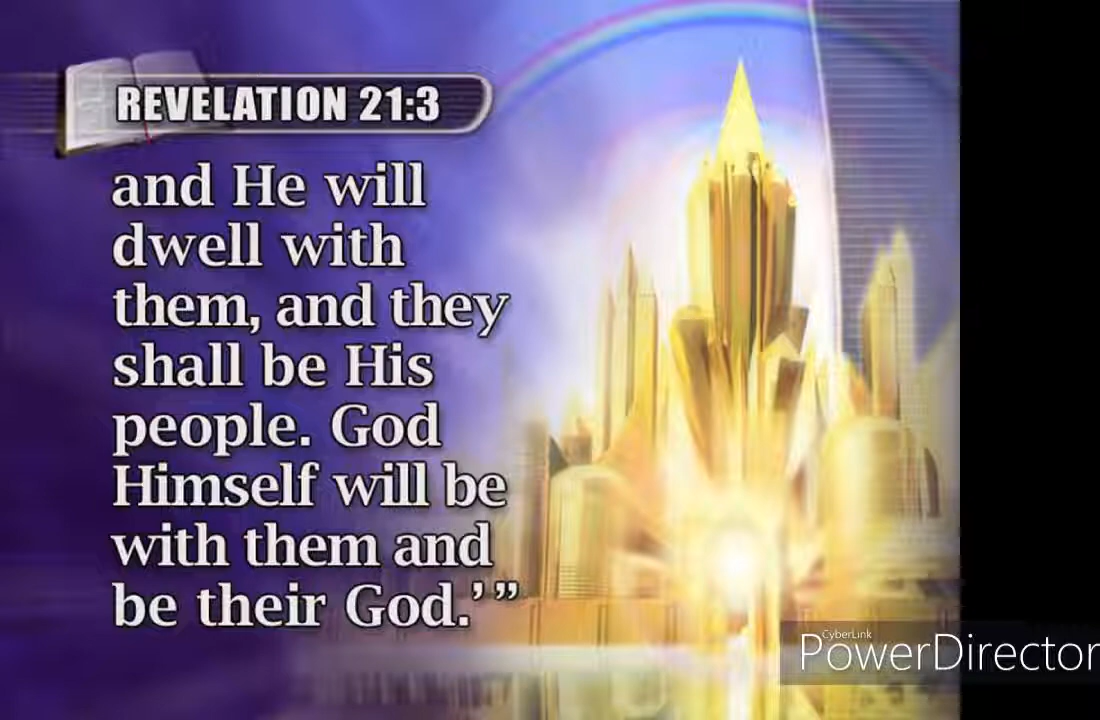 REVELATION 21:3
and He will
dwell with
them, and they
shall be His
people. God
Himself will be
with them and
be their God.’”
CyberLink
PowerDirector